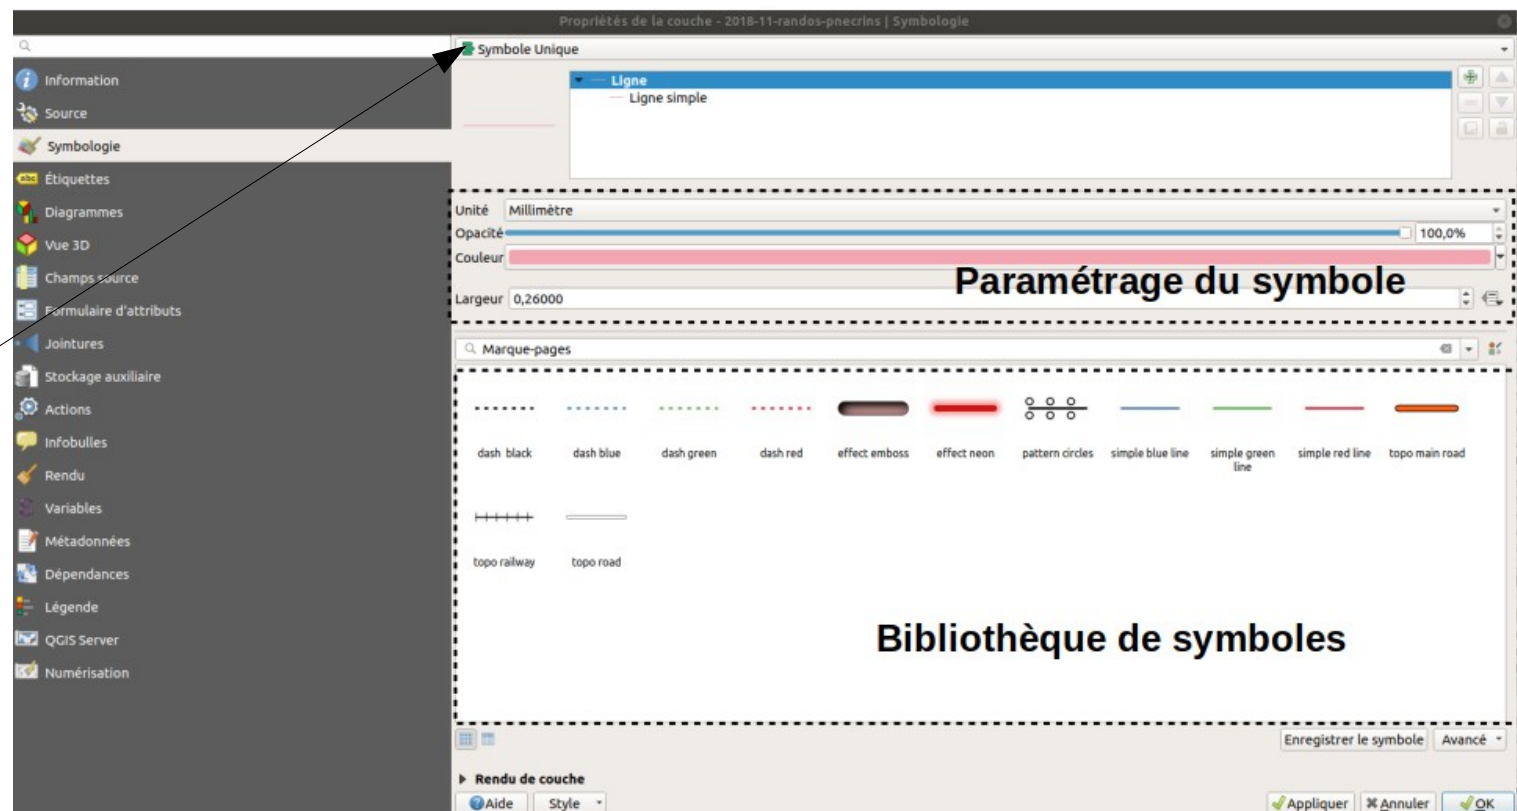 Propriétés de la couche - 2018-11-randos-pnecrins | Symbologie
Symbole Unique
Information
Source
Symbologie
Étiquettes
Diagrammes
Vue 3D
Champs source
Formulaire d'attributs
Jointures
Stockage auxiliaire
Actions
Infobulles
Rendu
Variables
Métadonnées
Dépendances
Légende
QGIS Server
Numérisation
Ligne
Ligne simple
Unité Millimètre
Opacité 100,0%
Couleur
Paramétrage du symbole
Largeur 0,26000
Marque-pages
dash black dash blue dash green dash red effect emboss effect neon pattern circles simple blue line simple green line simple red line topo main road
topo railway topo road
Bibliothèque de symboles
Enregistrer le symbole Avancé
Rendu de couche
Aide Style Appliquer Annuler OK
abc